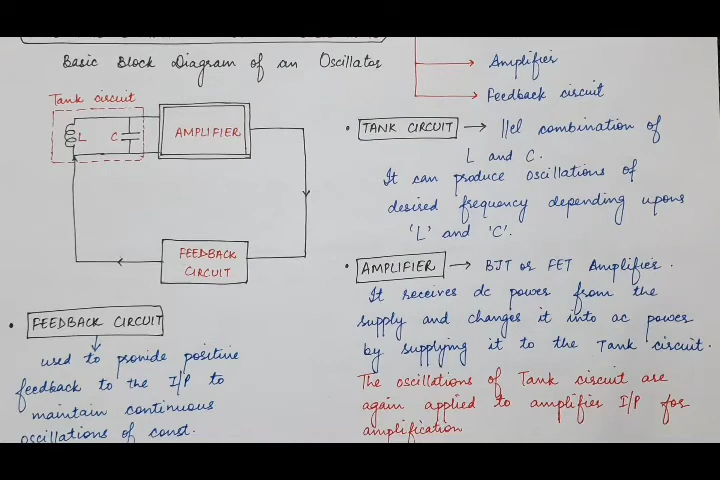 Basic Block Diagram of an Oscillator
Tank circuit
L
C
AMPLIFIER
FEEDBACK
CIRCUIT
• FEEDBACK CIRCUIT
used to provide positive
feedback to the I/P to
maintain continuous
oscillations of const.
Amplifier
Feedback circuit
• TANK CIRCUIT → ||el combination of
L and C.
It can produce oscillations of
desired frequency depending upons
'L' and 'C'.
• AMPLIFIER → BJT or FET Amplifier.
It receives dc power from the
supply and changes it into ac power
by supplying it to the Tank circuit.
The oscillations of Tank circuit are
again applied to amplifier I/P for
amplification